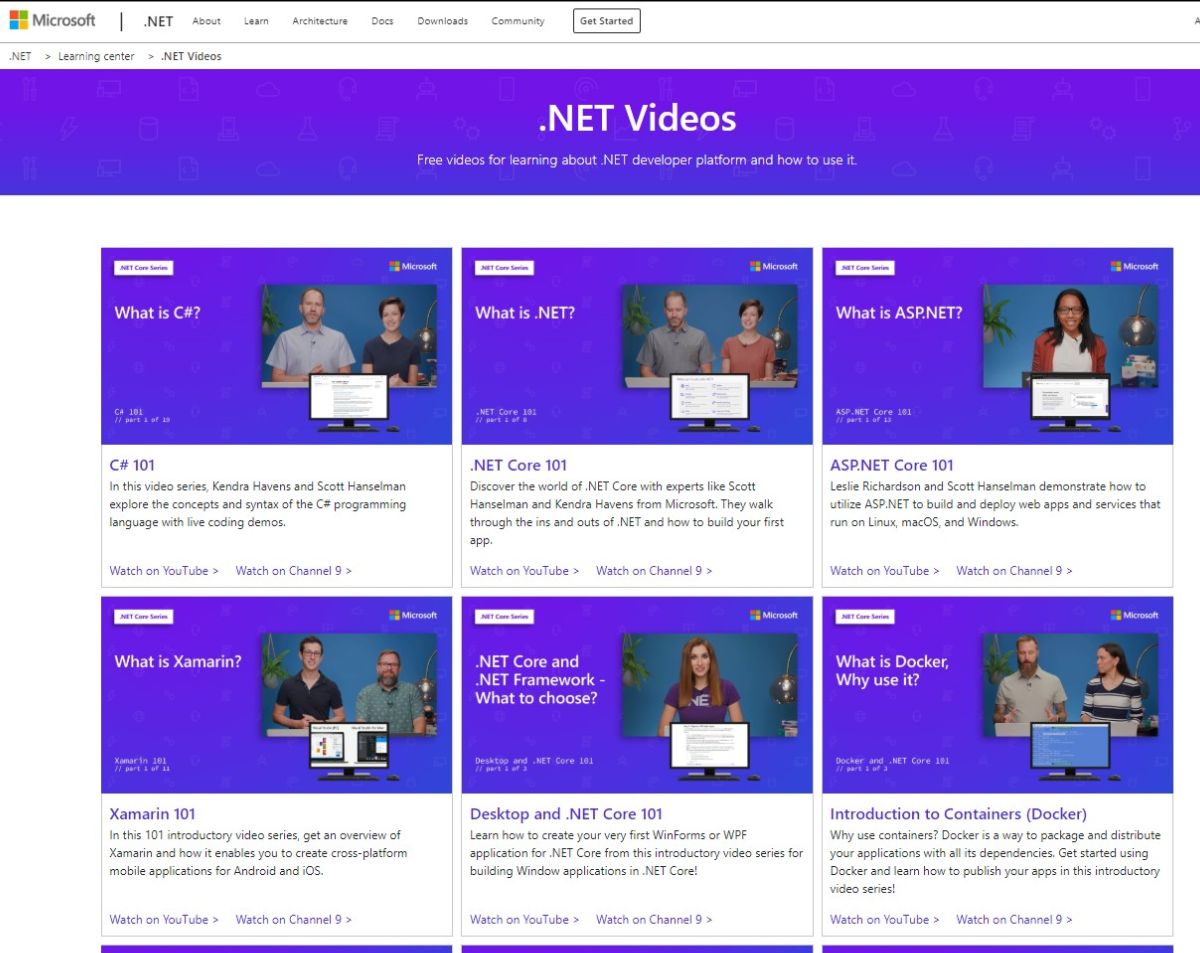 Microsoft .NET About Learn Architecture Docs Downloads Community Get Started
.NET > Learning center > .NET Videos
.NET Videos
Free videos for learning about .NET developer platform and how to use it.
.NET Core Series
Microsoft
What is C#?
C# 101
// part 1 of 19
C# 101
In this video series, Kendra Havens and Scott Hanselman
explore the concepts and syntax of the C# programming
language with live coding demos.
Watch on YouTube > Watch on Channel 9 >
.NET Core Series
Microsoft
What is .NET?
.NET Core 101
// part 1 of 8
.NET Core 101
Discover the world of .NET Core with experts like Scott
Hanselman and Kendra Havens from Microsoft. They walk
through the ins and outs of .NET and how to build your first
app.
Watch on YouTube > Watch on Channel 9 >
.NET Core Series
Microsoft
What is ASP.NET?
ASP.NET Core 101
// part 1 of 13
ASP.NET Core 101
Leslie Richardson and Scott Hanselman demonstrate how to
utilize ASP.NET to build and deploy web apps and services that
run on Linux, macOS, and Windows.
Watch on YouTube > Watch on Channel 9 >
.NET Core Series
Microsoft
What is Xamarin?
Xamarin 101
// part 1 of 11
Xamarin 101
In this 101 introductory video series, get an overview of
Xamarin and how it enables you to create cross-platform
mobile applications for Android and iOS.
Watch on YouTube > Watch on Channel 9 >
.NET Core Series
Microsoft
.NET Core and
.NET Framework -
What to choose?
Desktop and .NET Core 101
// part 1 of 3
Desktop and .NET Core 101
Learn how to create your very first WinForms or WPF
application for .NET Core from this introductory video series for
building Window applications in .NET Core!
Watch on YouTube > Watch on Channel 9 >
.NET Core Series
Microsoft
What is Docker,
Why use it?
Docker and .NET Core 101
// part 1 of 3
Introduction to Containers (Docker)
Why use containers? Docker is a way to package and distribute
your applications with all its dependencies. Get started using
Docker and learn how to publish your apps in this introductory
video series!
Watch on YouTube > Watch on Channel 9 >